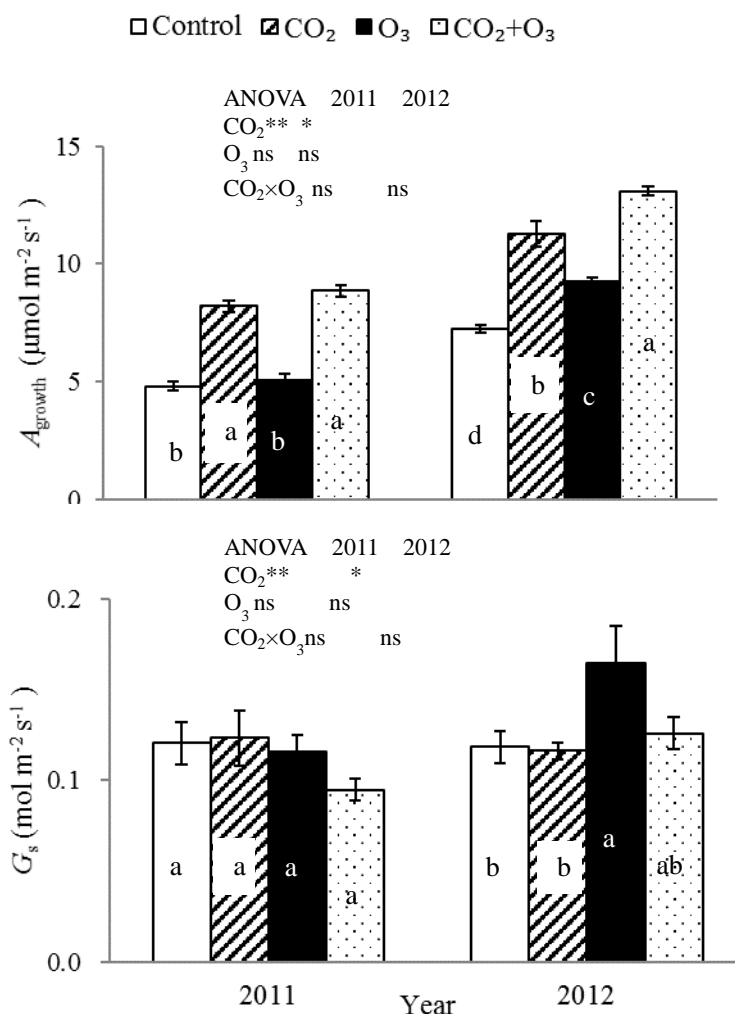 Control CO₂ O₃ CO₂+O₃
ANOVA 2011 2012
CO₂** *
O₃ ns ns
CO₂×O₃ ns ns
15
10
5
0
A_growth (µmol m⁻² s⁻¹)
b a b a d b c a
ANOVA 2011 2012
CO₂** *
O₃ ns ns
CO₂×O₃ns ns
0.2
0.1
0.0
G_s (mol m⁻² s⁻¹)
a a a a b b a ab
2011 Year 2012